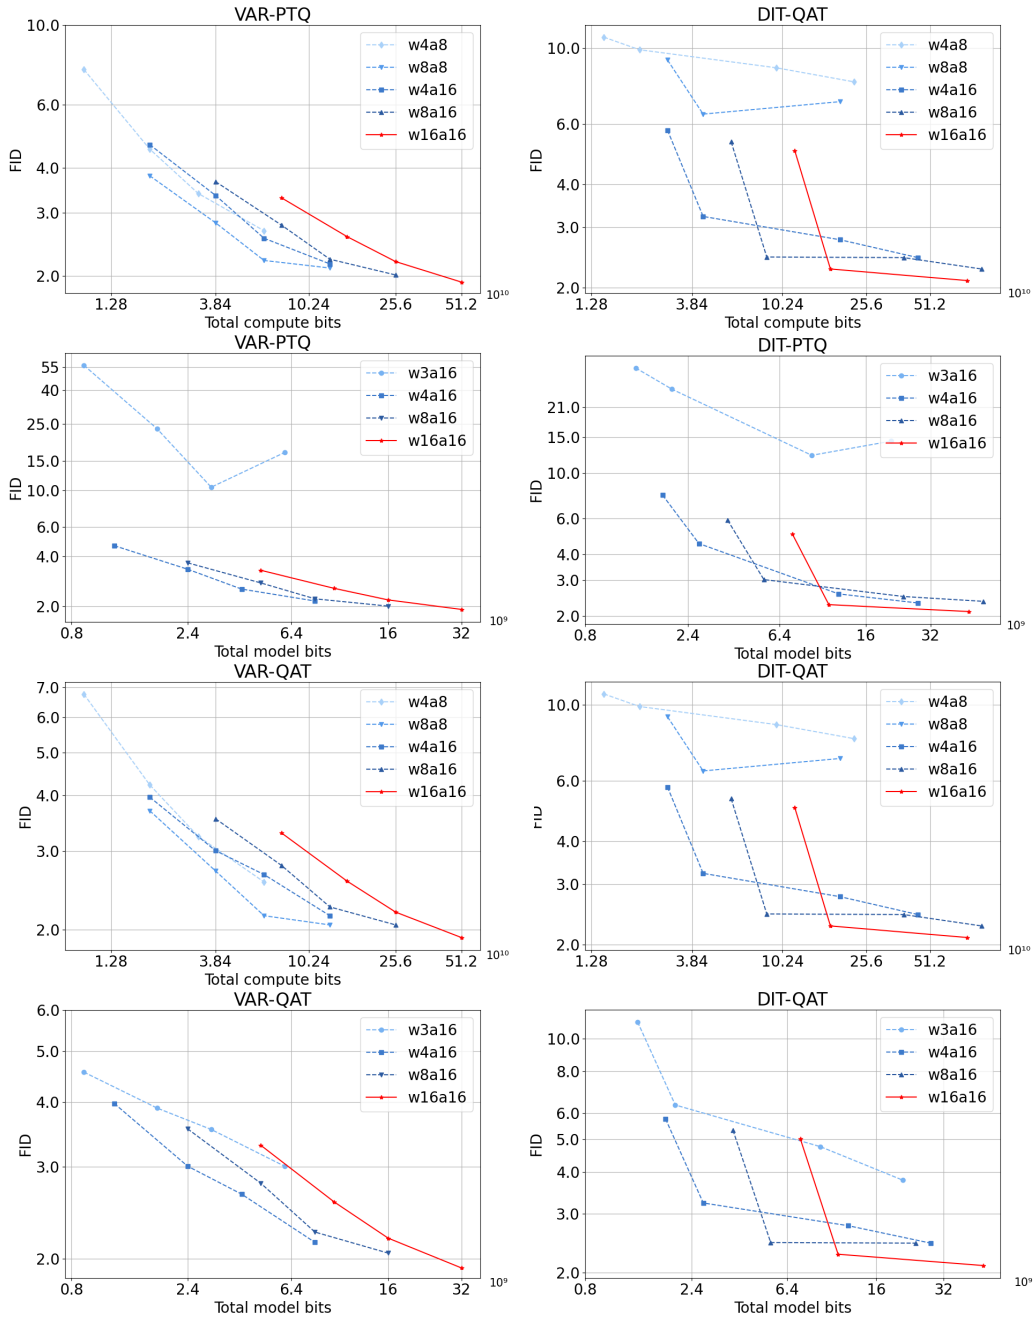 VAR-PTQ
10.0
6.0
4.0
3.0
2.0
FID
w4a8
w8a8
w4a16
w8a16
w16a16
1.28 3.84 10.24 25.6 51.2
10¹⁰
Total compute bits
DIT-QAT
10.0
6.0
4.0
3.0
2.0
FID
w4a8
w8a8
w4a16
w8a16
w16a16
1.28 3.84 10.24 25.6 51.2
10¹⁰
Total compute bits
VAR-PTQ
55
40
25.0
15.0
10.0
6.0
4.0
2.0
FID
w3a16
w4a16
w8a16
w16a16
0.8 2.4 6.4 16 32
10⁹
Total model bits
DIT-PTQ
21.0
15.0
10.0
6.0
4.0
3.0
2.0
FID
w3a16
w4a16
w8a16
w16a16
0.8 2.4 6.4 16 32
10⁹
Total model bits
VAR-QAT
7.0
6.0
5.0
4.0
3.0
2.0
FID
w4a8
w8a8
w4a16
w8a16
w16a16
1.28 3.84 10.24 25.6 51.2
10¹⁰
Total compute bits
DIT-QAT
10.0
6.0
4.0
3.0
2.0
FID
w4a8
w8a8
w4a16
w8a16
w16a16
1.28 3.84 10.24 25.6 51.2
10¹⁰
VAR-QAT
6.0
5.0
4.0
3.0
2.0
FID
w3a16
w4a16
w8a16
w16a16
0.8 2.4 6.4 16 32
10⁹
Total model bits
DIT-QAT
10.0
8.0
6.0
5.0
4.0
3.0
2.0
FID
w3a16
w4a16
w8a16
w16a16
0.8 2.4 6.4 16 32
10⁹
Total model bits